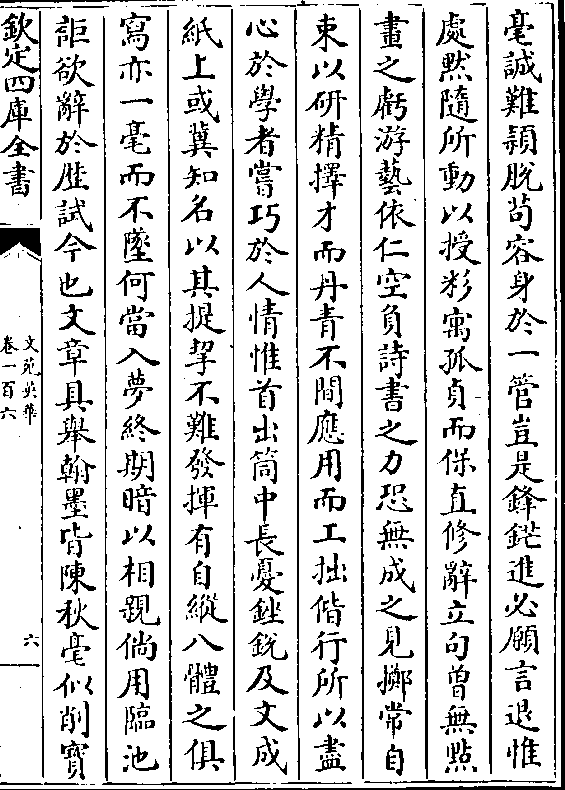 毫誠難頴脫苟容身於一管豈是鋒鋩進必願言退惟
處黙隨所動以授彩寓孤貞而保直修辭立句曽無㸃
畫之虧游藝依仁空負詩書之力恐無成之見擲常自
束以研精擇才而丹青不間應用而工拙偕行所以盡
心於學者嘗巧於人情惟首出筒中長憂銼銳及文成
紙上或冀知名以其提挈不難發揮有自縱八體之俱
寫亦一毫而不墜何當入夢終期暗以相親倘用臨池
詎欲辭於歴試今也文章具舉翰墨皆陳秋毫似削寳
欽定四庫全書
文苑英華
卷一百六
六